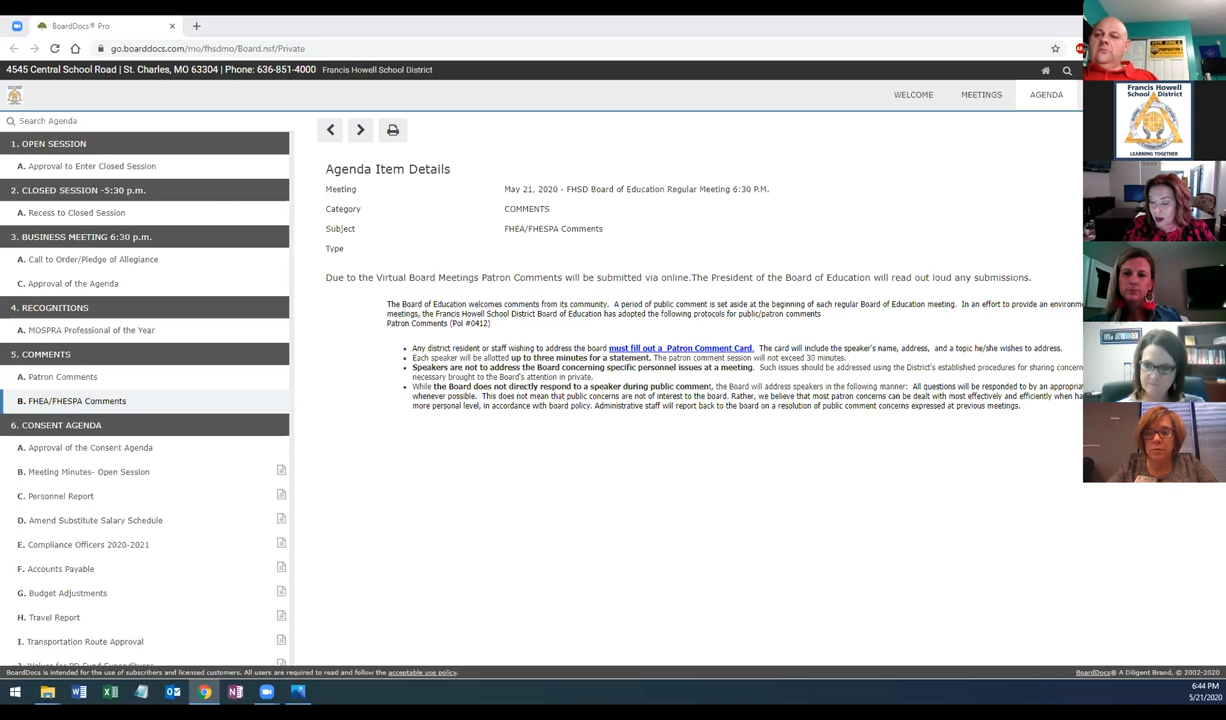 BoardDocs® Pro
go.boarddocs.com/mo/fhsdmo/Board.nsf/Private
4545 Central School Road | St. Charles, MO 63304 | Phone: 636-851-4000 Francis Howell School District
WELCOME MEETINGS AGENDA
Search Agenda
1. OPEN SESSION
A. Approval to Enter Closed Session
2. CLOSED SESSION -5:30 p.m.
A. Recess to Closed Session
3. BUSINESS MEETING 6:30 p.m.
A. Call to Order/Pledge of Allegiance
C. Approval of the Agenda
4. RECOGNITIONS
A. MOSPRA Professional of the Year
5. COMMENTS
A. Patron Comments
B. FHEA/FHESPA Comments
6. CONSENT AGENDA
A. Approval of the Consent Agenda
B. Meeting Minutes- Open Session
C. Personnel Report
D. Amend Substitute Salary Schedule
E. Compliance Officers 2020-2021
F. Accounts Payable
G. Budget Adjustments
H. Travel Report
I. Transportation Route Approval
J. Waiver for PD Fund Expenditures
Agenda Item Details
Meeting May 21, 2020 - FHSD Board of Education Regular Meeting 6:30 P.M.
Category COMMENTS
Subject FHEA/FHESPA Comments
Type
Due to the Virtual Board Meetings Patron Comments will be submitted via online.The President of the Board of Education will read out loud any submissions.
The Board of Education welcomes comments from its community. A period of public comment is set aside at the beginning of each regular Board of Education meeting. In an effort to provide an environme
meetings, the Francis Howell School District Board of Education has adopted the following protocols for public/patron comments
Patron Comments (Pol #0412)
• Any district resident or staff wishing to address the board must fill out a Patron Comment Card. The card will include the speaker's name, address, and a topic he/she wishes to address.
• Each speaker will be allotted up to three minutes for a statement. The patron comment session will not exceed 30 minutes.
• Speakers are not to address the Board concerning specific personnel issues at a meeting. Such issues should be addressed using the District's established procedures for sharing concern
necessary brought to the Board's attention in private.
• While the Board does not directly respond to a speaker during public comment, the Board will address speakers in the following manner: All questions will be responded to by an appropriat
whenever possible. This does not mean that public concerns are not of interest to the board. Rather, we believe that most patron concerns can be dealt with most effectively and efficiently when ha
more personal level, in accordance with board policy. Administrative staff will report back to the board on a resolution of public comment concerns expressed at previous meetings.
Francis Howell
School District
LEARNING TOGETHER
BoardDocs is intended for the use of subscribers and licensed customers. All users are required to read and follow the acceptable use policy.
BoardDocs® A Diligent Brand, © 2002-2020
6:44 PM
5/21/2020